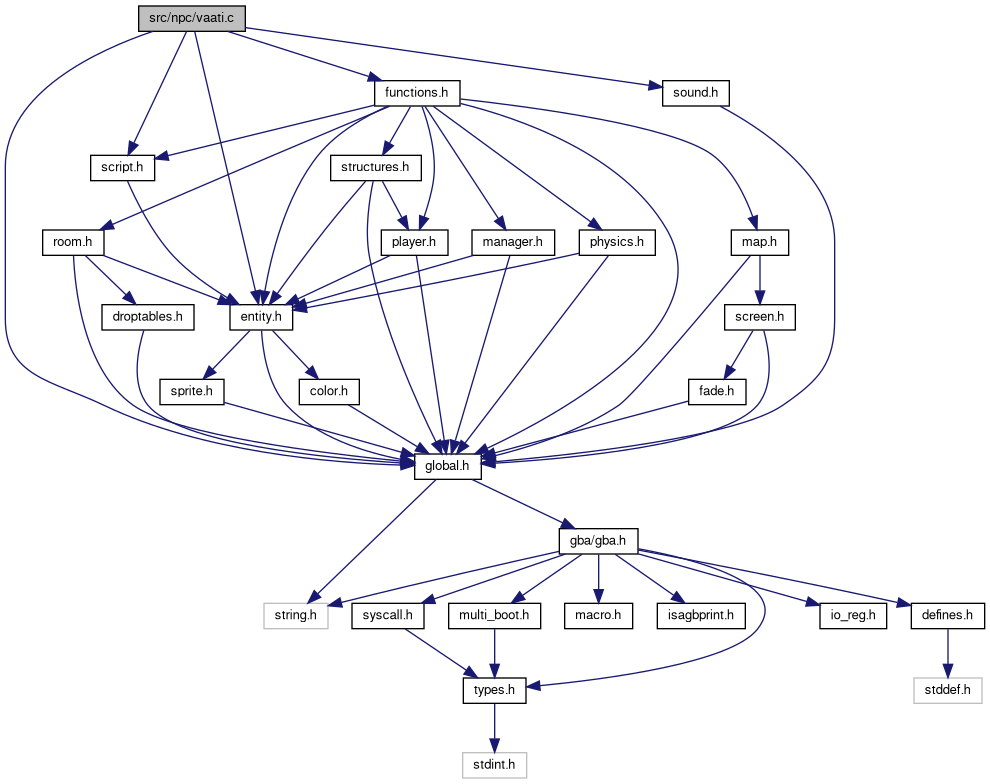 src/npc/vaati.c
functions.h
sound.h
script.h
structures.h
room.h
player.h
manager.h
physics.h
map.h
droptables.h
entity.h
screen.h
sprite.h
color.h
fade.h
global.h
gba/gba.h
string.h
syscall.h
multi_boot.h
macro.h
isagbprint.h
io_reg.h
defines.h
types.h
stddef.h
stdint.h